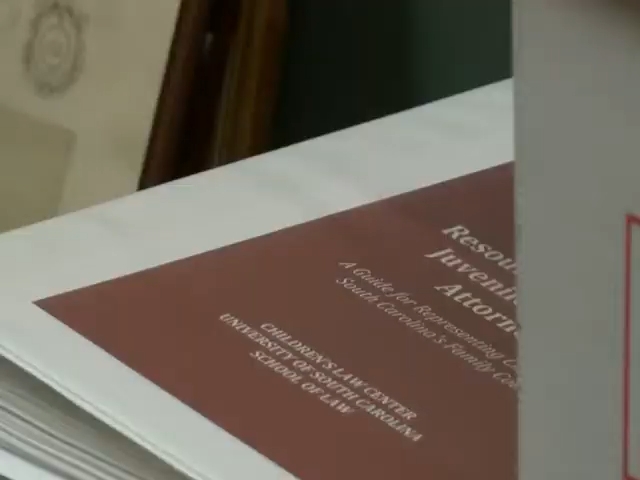 Resou
Juveni
Attorn
A Guide for Representing C
South Carolina's Family Co
CHILDREN'S LAW CENTER
UNIVERSITY OF SOUTH CAROLINA
SCHOOL OF LAW